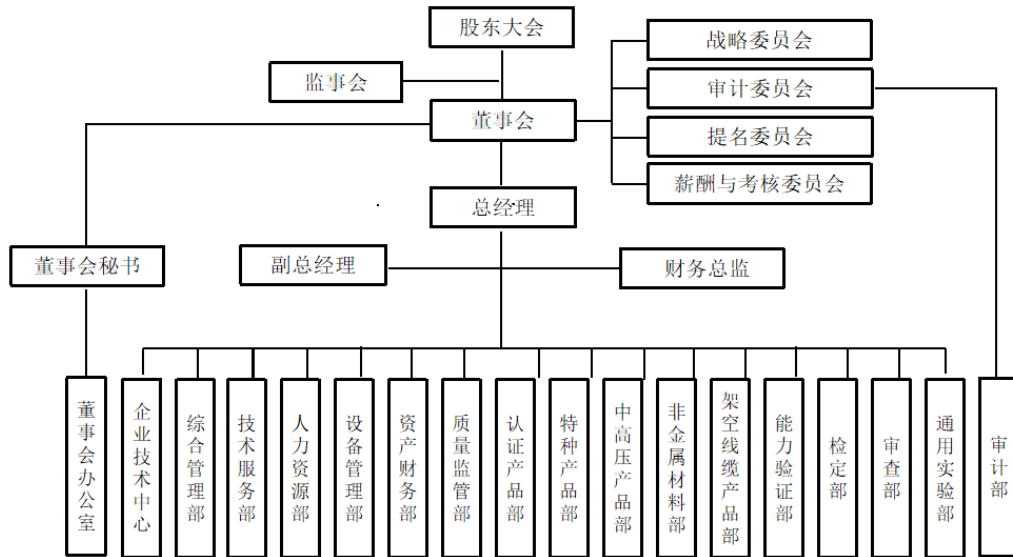 股东大会
战略委员会
监事会
审计委员会
董事会
提名委员会
薪酬与考核委员会
总经理
董事会秘书
副总经理
财务总监
董事会办公室
企业技术中心
综合管理部
技术服务部
人力资源部
设备管理部
资产财务部
质量监管部
认证产品部
特种产品部
中高压产品部
非金属材料部
架空线缆产品部
能力验证部
检定部
审查部
通用实验部
审计部